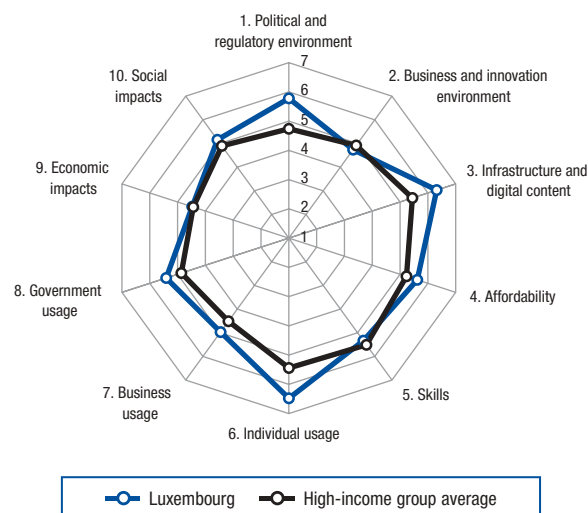 1. Political and
regulatory environment
2. Business and innovation
environment
3. Infrastructure and
digital content
4. Affordability
5. Skills
6. Individual usage
7. Business
usage
8. Government
usage
9. Economic
impacts
10. Social
impacts
7
6
5
4
3
2
1
Luxembourg
High-income group average